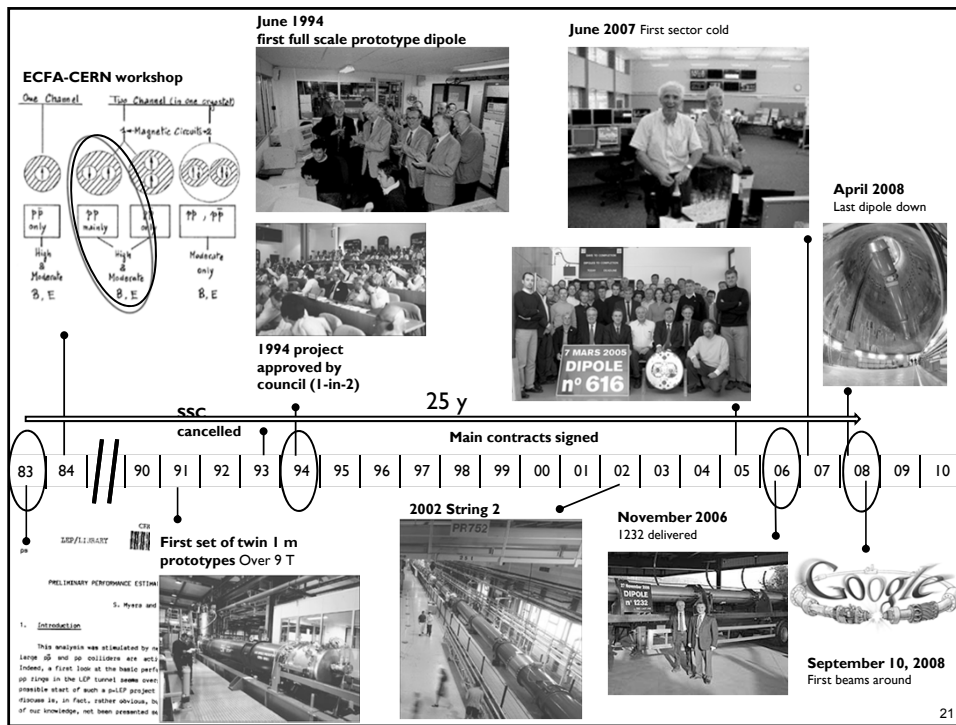 June 1994
first full scale prototype dipole
June 2007 First sector cold
ECFA-CERN workshop
One Channel
Two Channel (in one cryostat)
1 Magnetic Circuits 2
pp̄
only
pp
mainly
pp
only
pp, pp̄
High
&
Moderate
B, E
High
&
Moderate
B, E
Moderate
only
B, E
April 2008
Last dipole down
7 MARS 2005
DIPOLE
nº 616
1994 project
approved by
council (1-in-2)
25 y
SSC
cancelled
Main contracts signed
83 84 90 91 92 93 94 95 96 97 98 99 00 01 02 03 04 05 06 07 08 09 10
2002 String 2
PR752
November 2006
1232 delivered
DIPOLE
nº 1232
First set of twin 1 m
prototypes Over 9 T
LEP/LIBRARY
PRELIMINARY PERFORMANCE ESTIMA
S. Myers and
1. Introduction
This analysis was stimulated by
large pp̄ and pp colliders are acti
Indeed, a first look at the basic perf
pp rings in the LEP tunnel seems over
possible start of such a p-LEP project
discuss is, in fact, rather obvious, bu
of our knowledge, not been presented
Google
September 10, 2008
First beams around
21